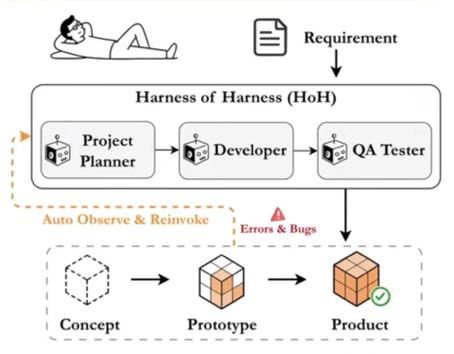 Requirement
Harness of Harness (HoH)
Project
Planner
Developer
QA Tester
Auto Observe & Reinvoke
Errors & Bugs
Concept
Prototype
Product